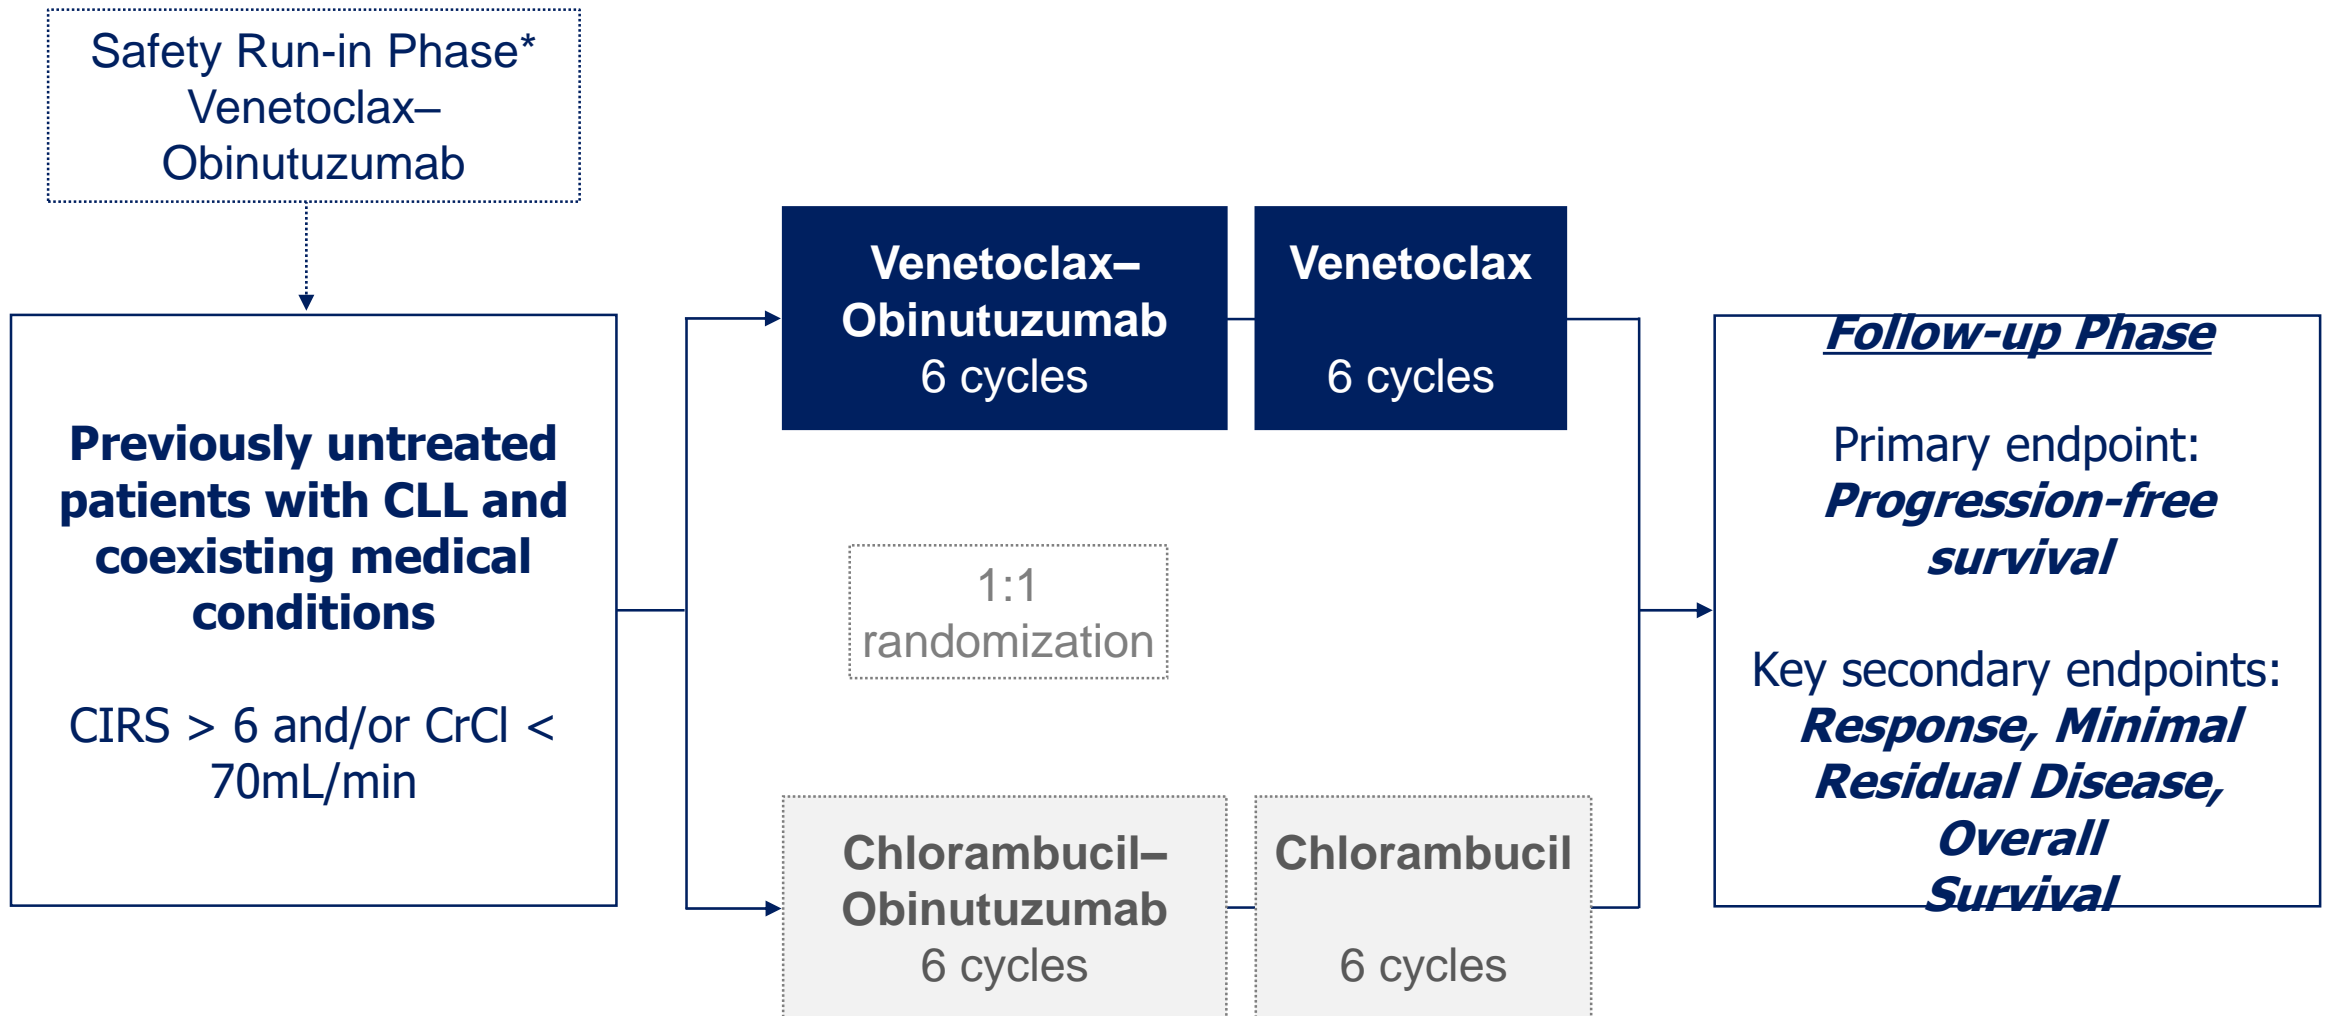 Safety Run-in Phase*
Venetoclax–
Obinutuzumab
Previously untreated
patients with CLL and
coexisting medical
conditions
CIRS > 6 and/or CrCl <
70mL/min
Venetoclax–
Obinutuzumab
6 cycles
Venetoclax
6 cycles
1:1
randomization
Chlorambucil–
Obinutuzumab
6 cycles
Chlorambucil
6 cycles
Follow-up Phase
Primary endpoint:
Progression-free
survival
Key secondary endpoints:
Response, Minimal
Residual Disease,
Overall
Survival